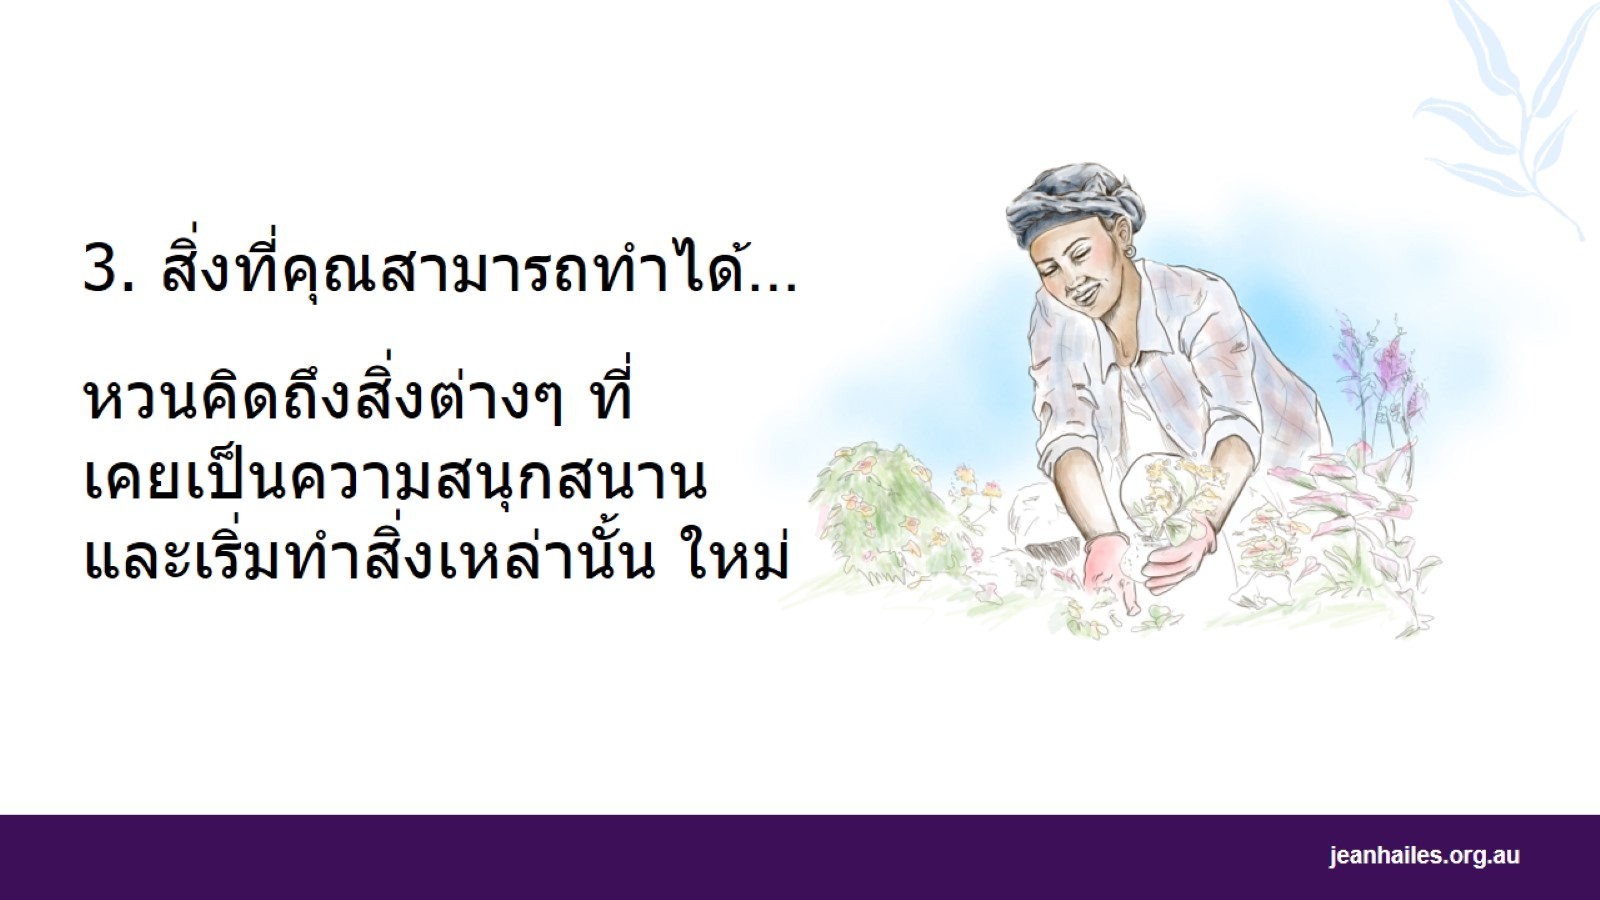 3. สิ่งที่คุณสามารถทำได้...
หวนคิดถึงสิ่งต่างๆ ที่
เคยเป็นความสนุกสนาน
และเริ่มทำสิ่งเหล่านั้น ใหม่
jeanhailes.org.au